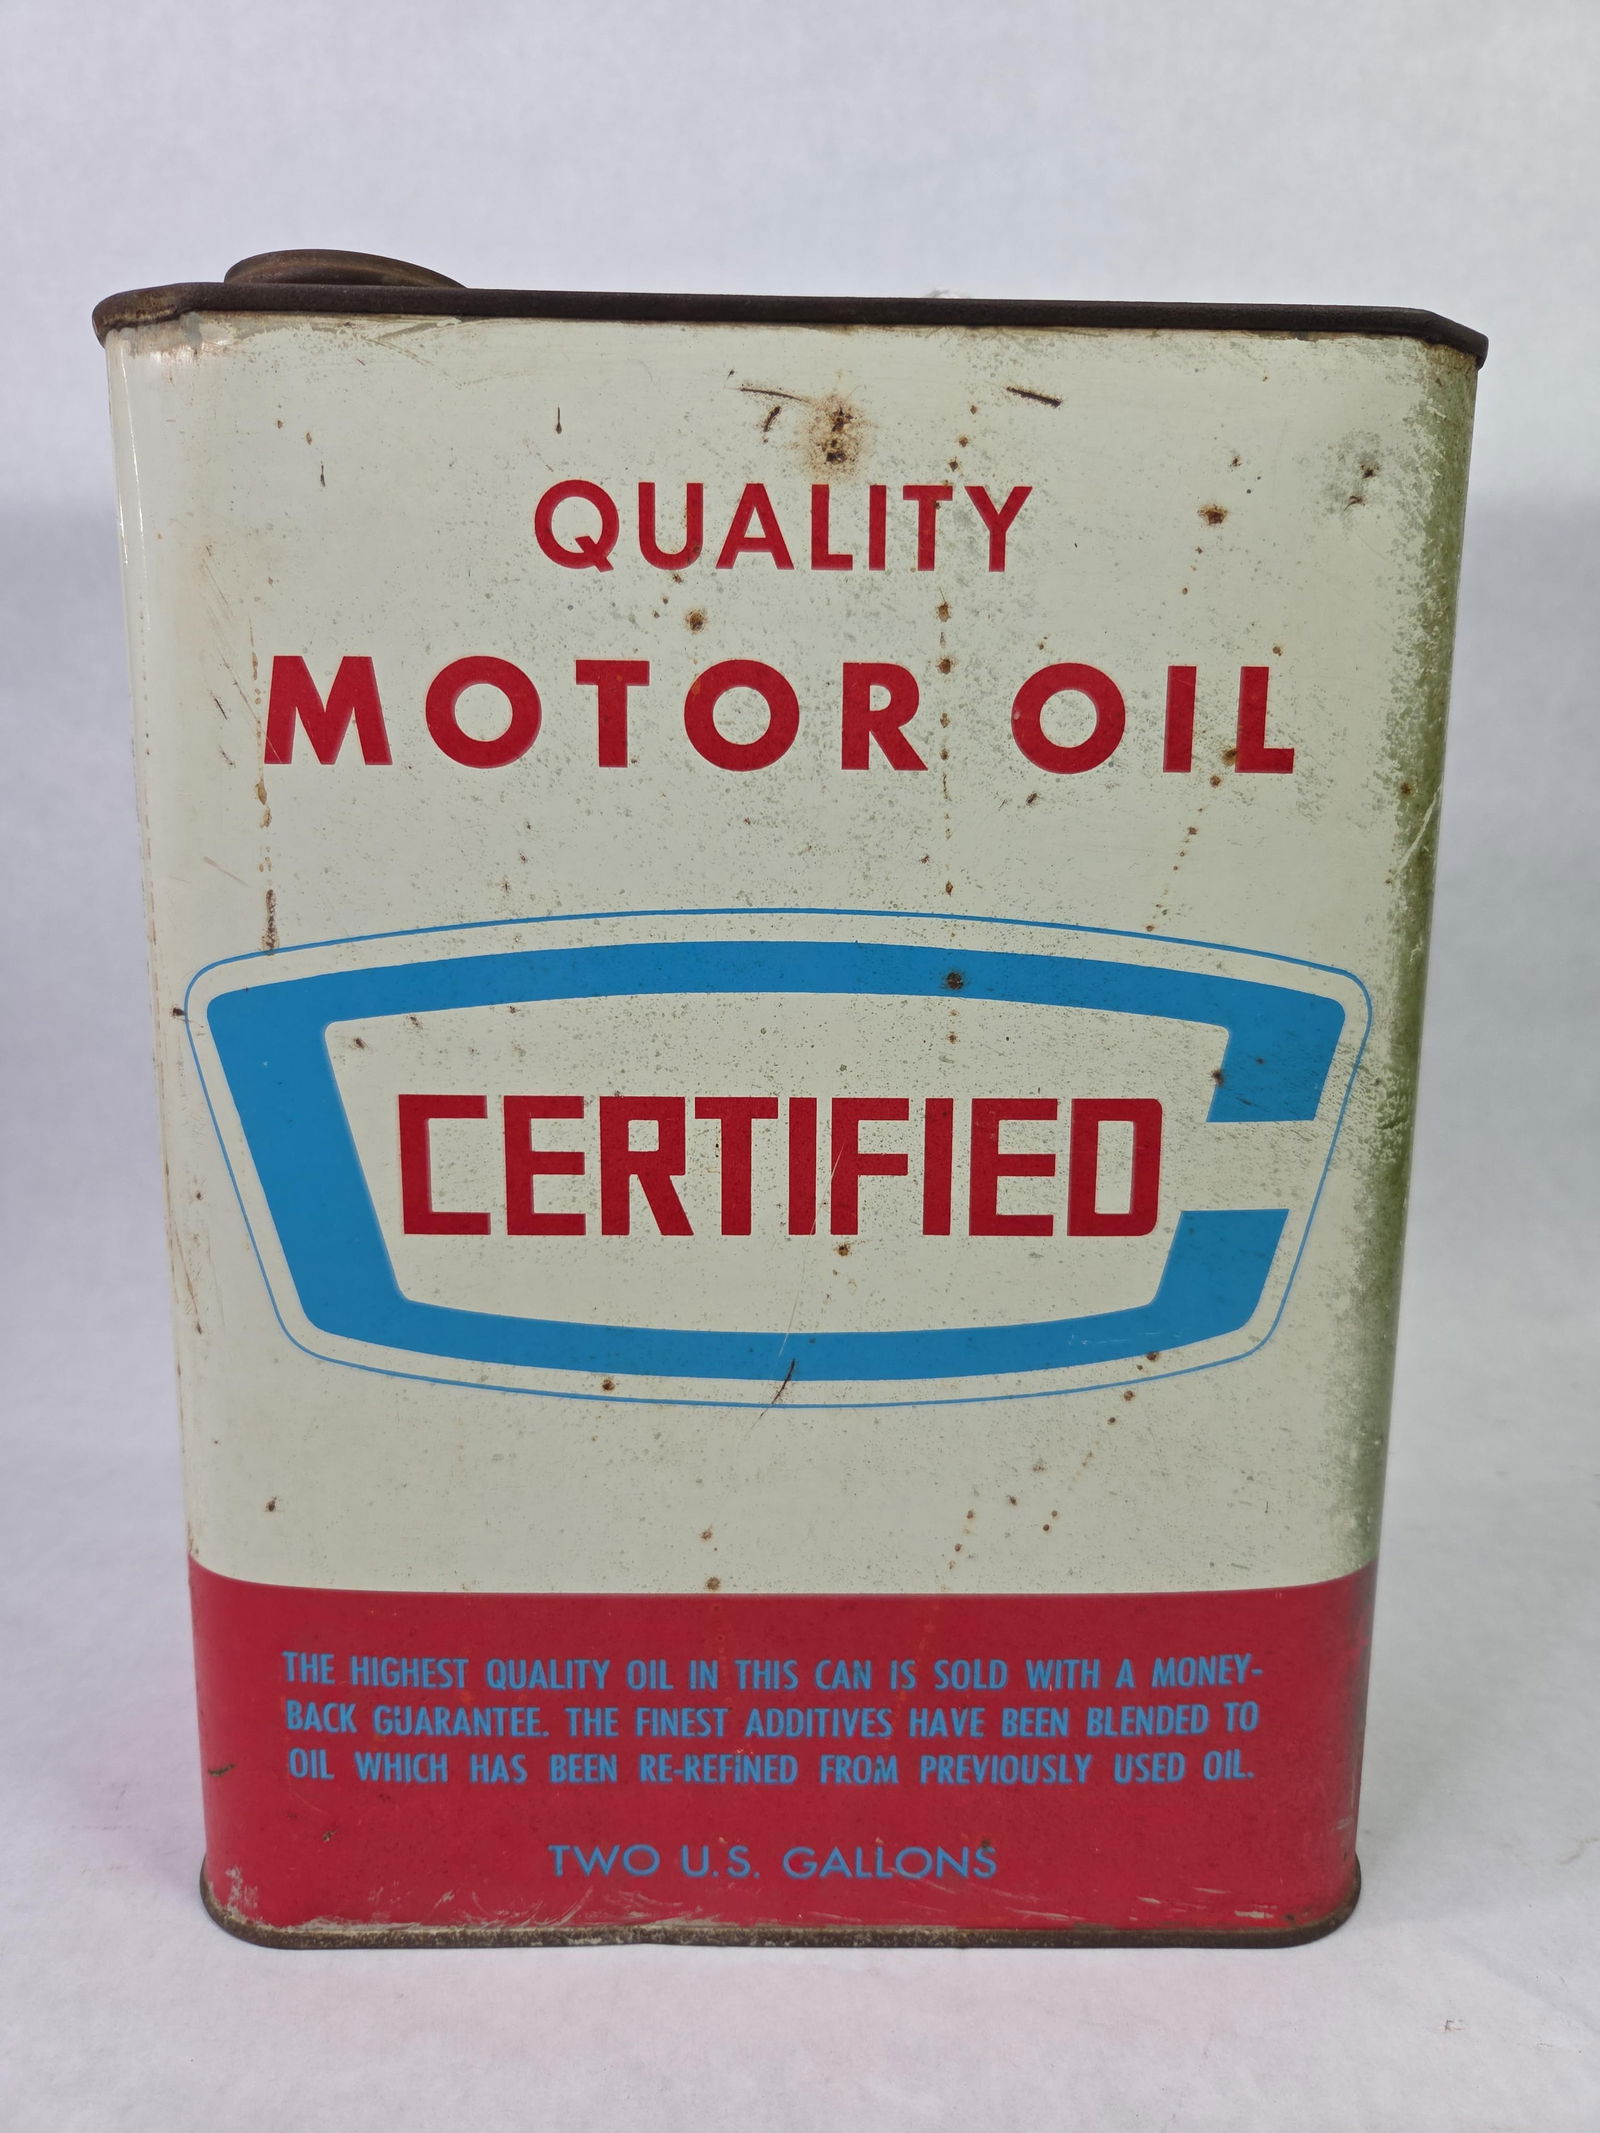 QUALITY
MOTOR OIL
CERTIFIED
THE HIGHEST QUALITY OIL IN THIS CAN IS SOLD WITH A MONEY-
BACK GUARANTEE. THE FINEST ADDITIVES HAVE BEEN BLENDED TO
OIL WHICH HAS BEEN RE-REFINED FROM PREVIOUSLY USED OIL.
TWO U.S. GALLONS